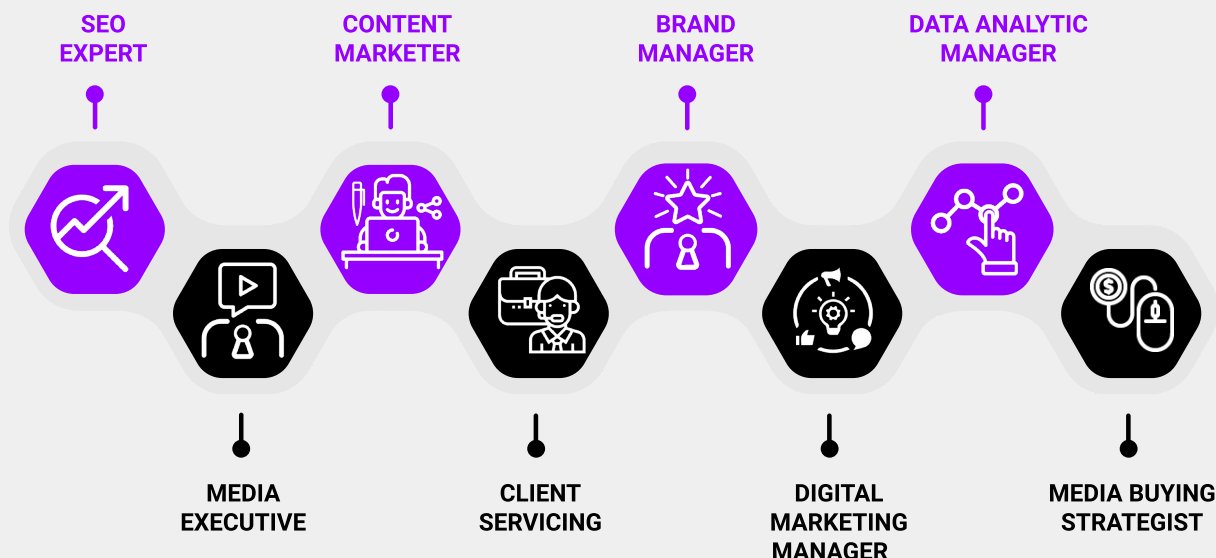 SEO
EXPERT
CONTENT
MARKETER
BRAND
MANAGER
DATA ANALYTIC
MANAGER
$
MEDIA
EXECUTIVE
CLIENT
SERVICING
DIGITAL
MARKETING
MANAGER
MEDIA BUYING
STRATEGIST